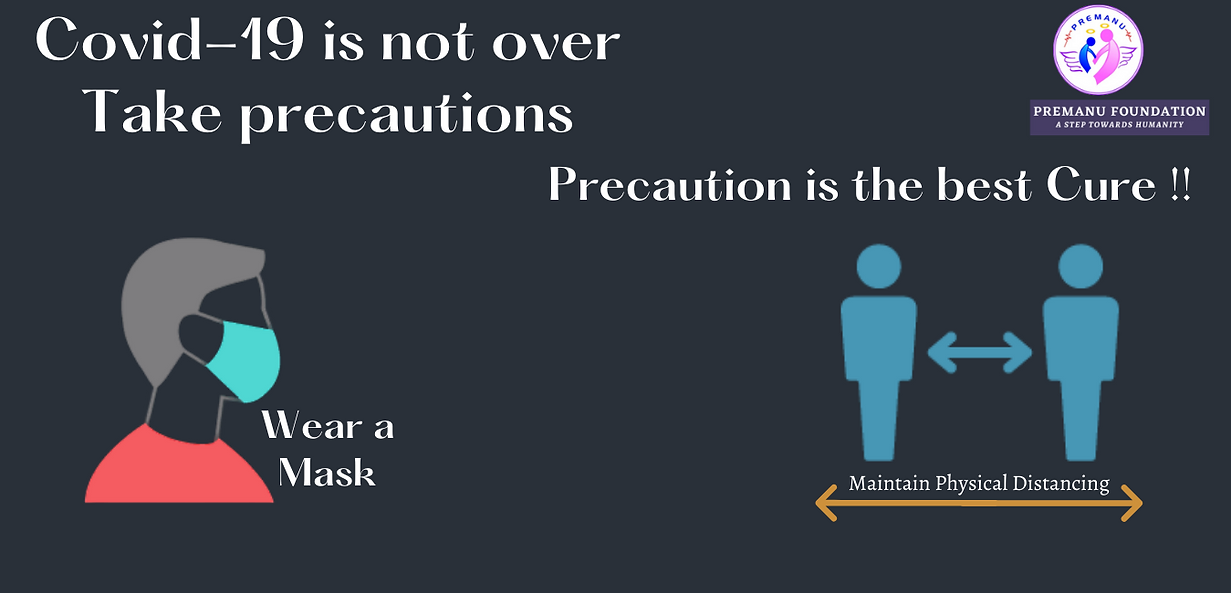 Covid-19 is not over
Take precautions
PREMANU
PREMANU FOUNDATION
A STEP TOWARDS HUMANITY
Precaution is the best Cure !!
Wear a
Mask
Maintain Physical Distancing